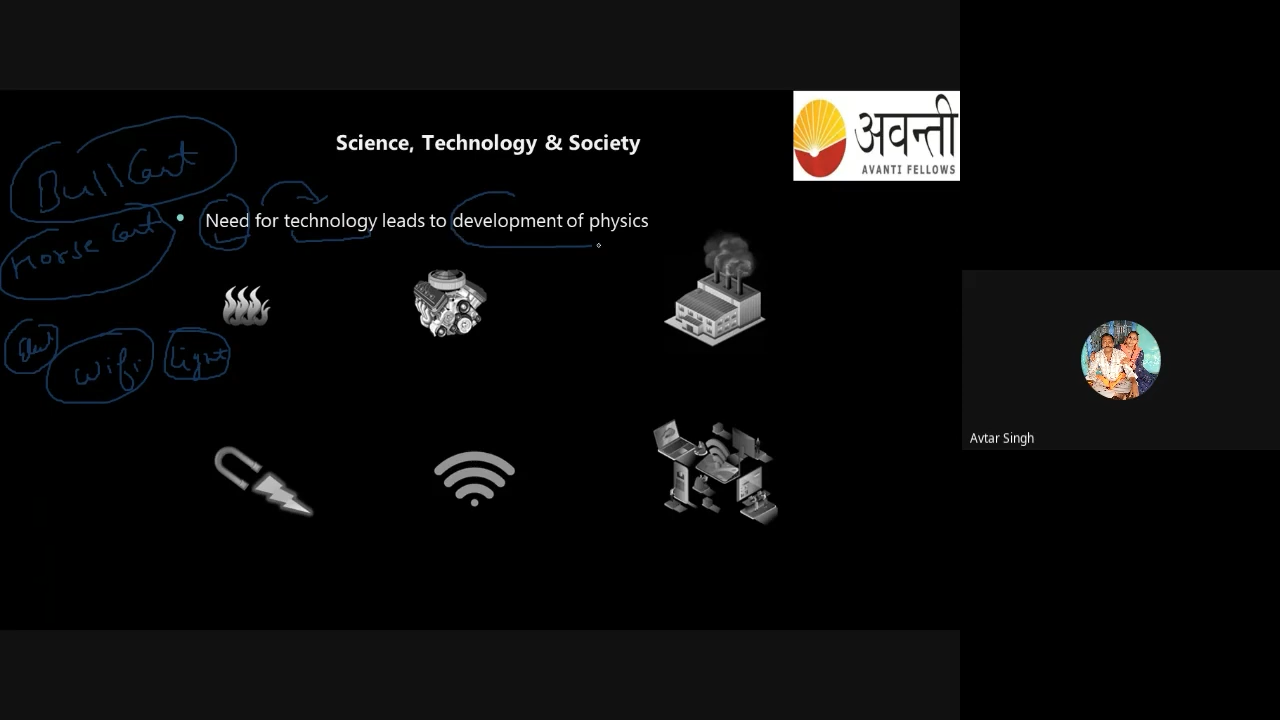 Science, Technology & Society
अवन्ती
AVANTI FELLOWS
Bull Cart
Need for technology leads to development of physics
Horse Cart
Wifi
Light
Avtar Singh